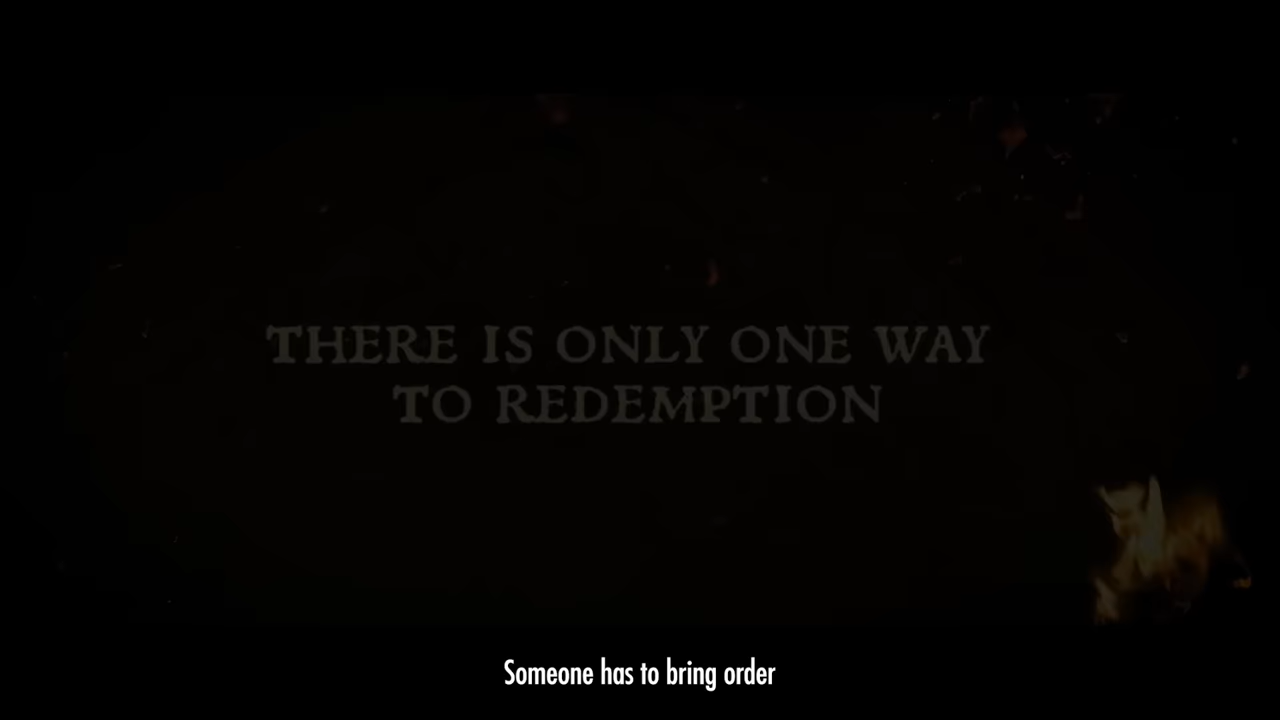 THERE IS ONLY ONE WAY
TO REDEMPTION
Someone has to bring order